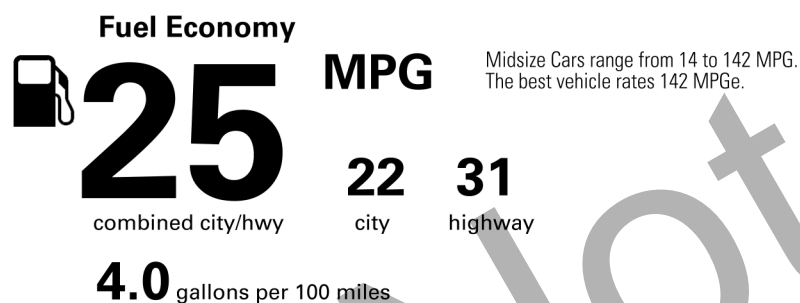 Fuel Economy
25 MPG
Midsize Cars range from 14 to 142 MPG.
The best vehicle rates 142 MPGe.
22 31
combined city/hwy city highway
4.0 gallons per 100 miles
Not